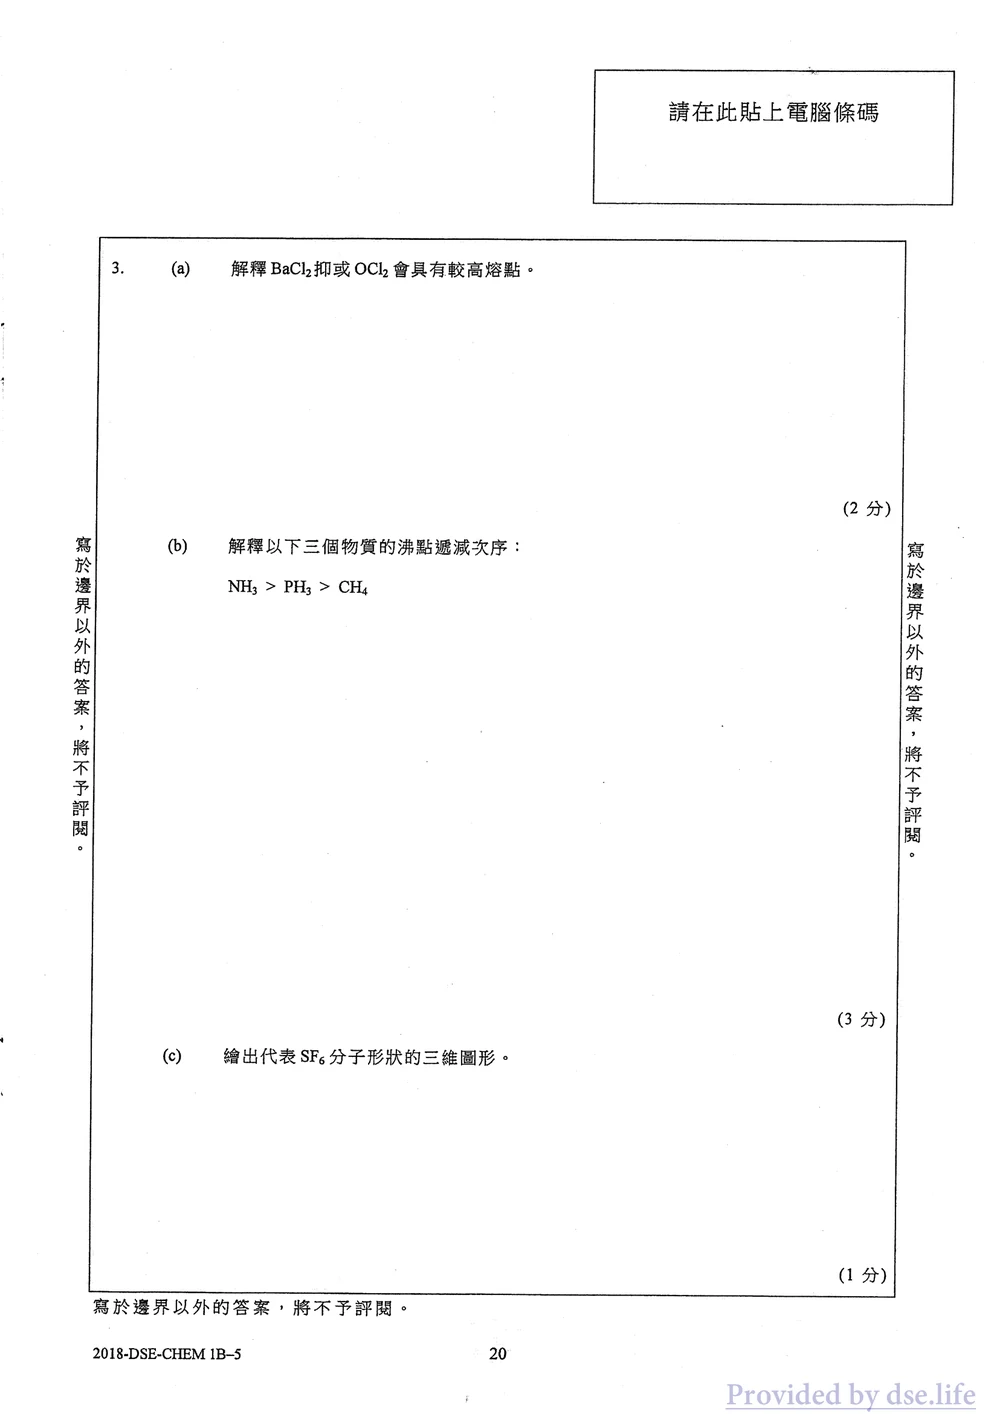 請在此貼上電腦條碼
3. (a) 解釋 BaCl₂ 抑或 OCl₂ 會具有較高熔點。
(2 分)
(b) 解釋以下三個物質的沸點遞減次序：
NH₃ > PH₃ > CH₄
(3 分)
(c) 繪出代表 SF₆ 分子形狀的三維圖形。
(1 分)
寫於邊界以外的答案，將不予評閱。
寫於邊界以外的答案，將不予評閱。
寫於邊界以外的答案，將不予評閱。
2018-DSE-CHEM 1B–5
20
Provided by dse.life